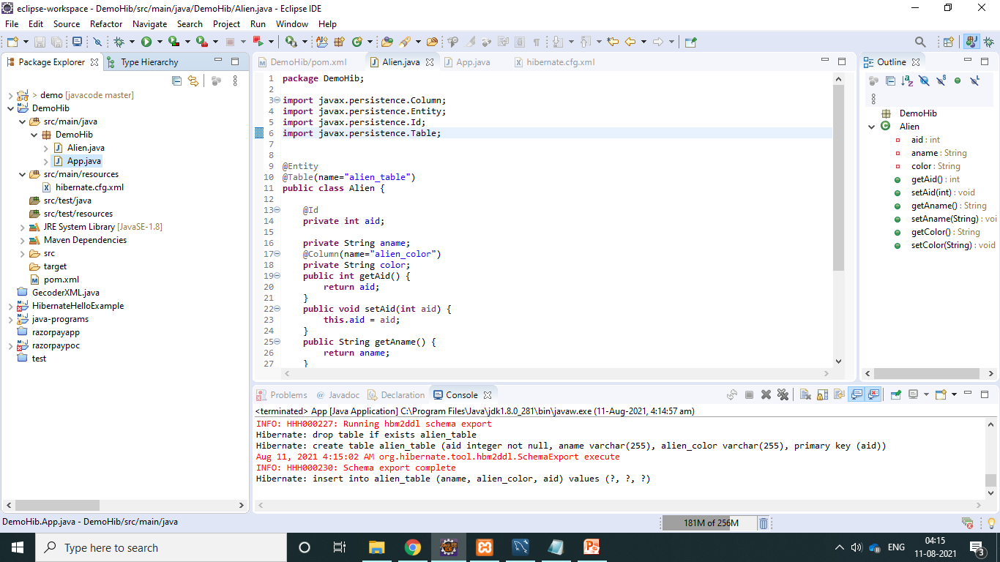 eclipse-workspace - DemoHib/src/main/java/DemoHib/Alien.java - Eclipse IDE
File Edit Source Refactor Navigate Search Project Run Window Help
Package Explorer Type Hierarchy
> demo [javacode master]
DemoHib
src/main/java
DemoHib
Alien.java
App.java
src/main/resources
hibernate.cfg.xml
src/test/java
src/test/resources
JRE System Library [JavaSE-1.8]
Maven Dependencies
src
target
pom.xml
GecoderXML.java
HibernateHelloExample
java-programs
razorpayapp
razorpaypoc
test
DemoHib/pom.xml Alien.java App.java hibernate.cfg.xml
1 package DemoHib;
2
3 import javax.persistence.Column;
4 import javax.persistence.Entity;
5 import javax.persistence.Id;
6 import javax.persistence.Table;
7
8
9 @Entity
10 @Table(name="alien_table")
11 public class Alien {
12
13 @Id
14 private int aid;
15
16 private String aname;
17 @Column(name="alien_color")
18 private String color;
19 public int getAid() {
20 return aid;
21 }
22 public void setAid(int aid) {
23 this.aid = aid;
24 }
25 public String getAname() {
26 return aname;
27 }
Outline
DemoHib
Alien
aid : int
aname : String
color : String
getAid() : int
setAid(int) : void
getAname() : String
setAname(String) : voi
getColor() : String
setColor(String) : void
Problems @ Javadoc Declaration Console
<terminated> App [Java Application] C:\Program Files\Java\jdk1.8.0_281\bin\javaw.exe (11-Aug-2021, 4:14:57 am)
INFO: HHH000227: Running hbm2ddl schema export
Hibernate: drop table if exists alien_table
Hibernate: create table alien_table (aid integer not null, aname varchar(255), alien_color varchar(255), primary key (aid))
Aug 11, 2021 4:15:02 AM org.hibernate.tool.hbm2ddl.SchemaExport execute
INFO: HHH000230: Schema export complete
Hibernate: insert into alien_table (aname, alien_color, aid) values (?, ?, ?)
DemoHib.App.java - DemoHib/src/main/java
181M of 256M
Type here to search
ENG
04:15
11-08-2021
3